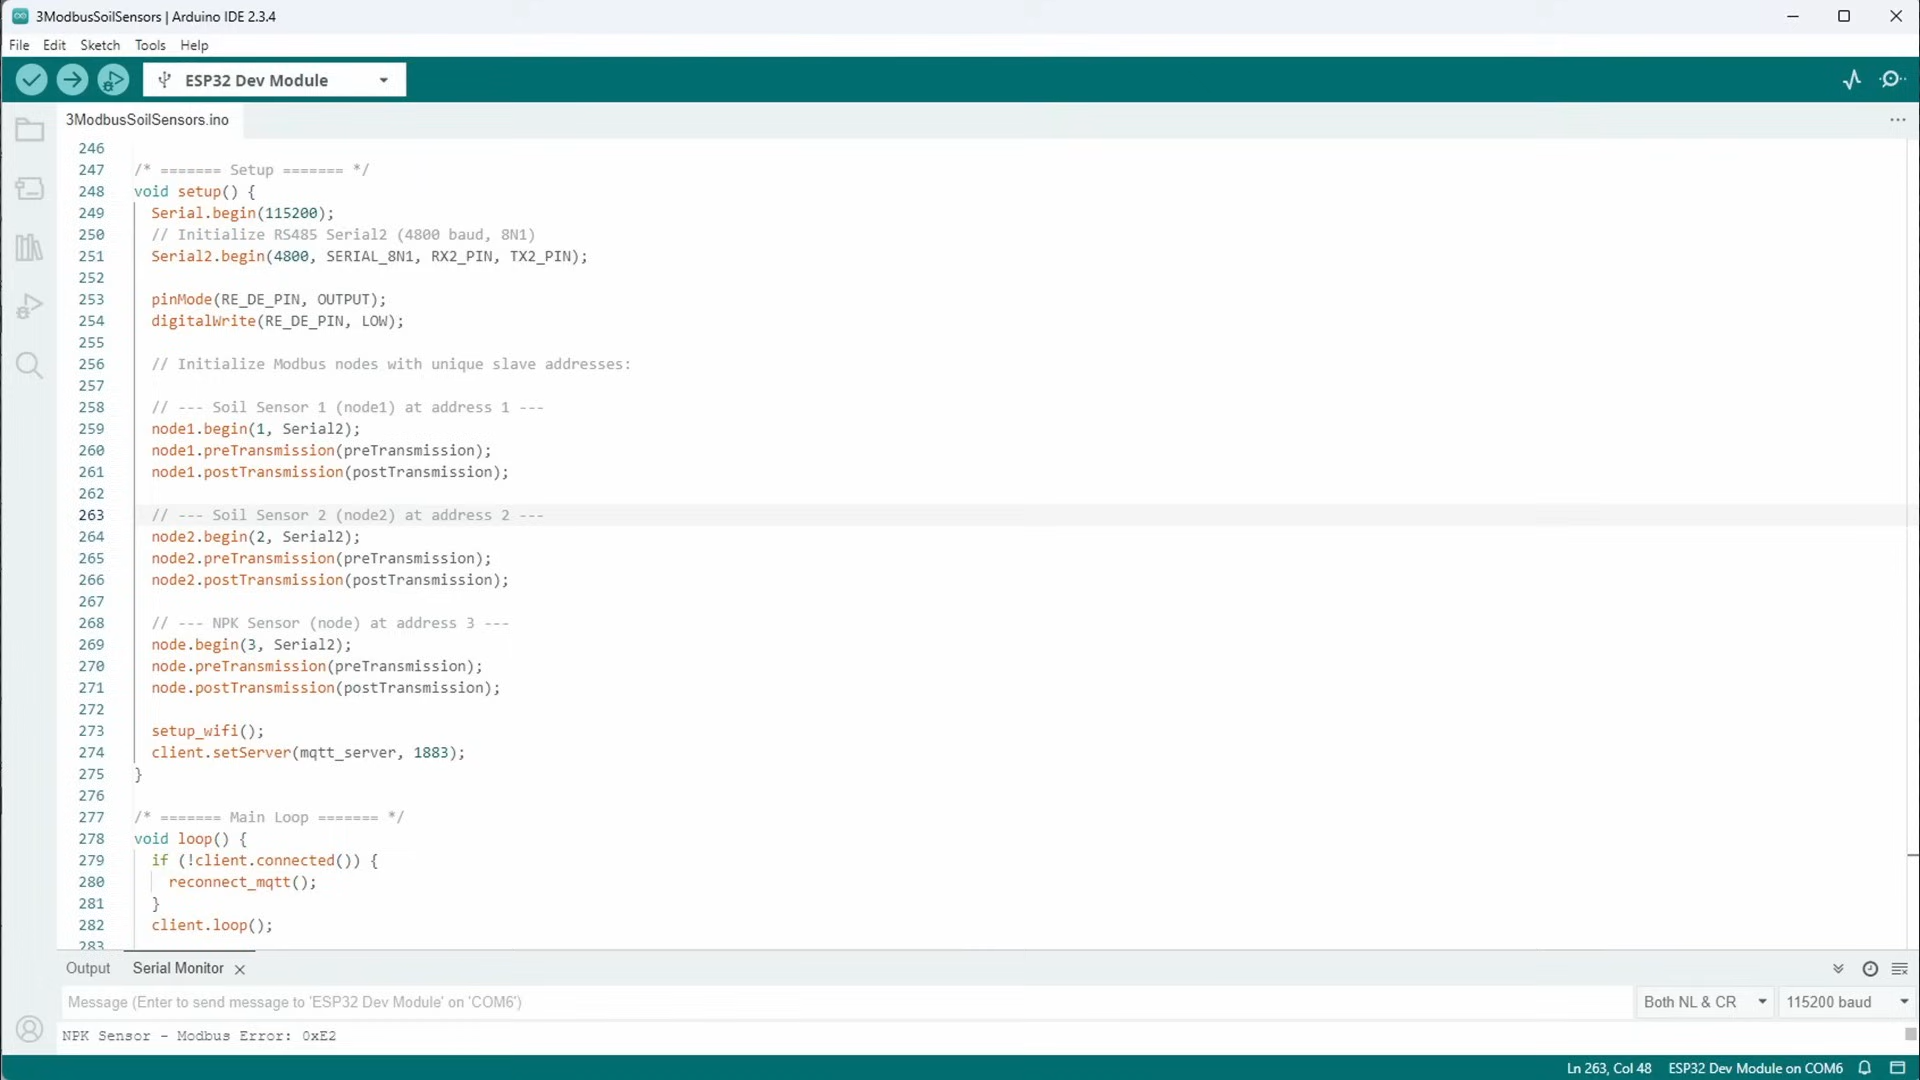 3ModbusSoilSensors | Arduino IDE 2.3.4
File Edit Sketch Tools Help
ESP32 Dev Module
3ModbusSoilSensors.ino
246
247 /* ======= Setup ======= */
248 void setup() {
249 Serial.begin(115200);
250 // Initialize RS485 Serial2 (4800 baud, 8N1)
251 Serial2.begin(4800, SERIAL_8N1, RX2_PIN, TX2_PIN);
252
253 pinMode(RE_DE_PIN, OUTPUT);
254 digitalWrite(RE_DE_PIN, LOW);
255
256 // Initialize Modbus nodes with unique slave addresses:
257
258 // --- Soil Sensor 1 (node1) at address 1 ---
259 node1.begin(1, Serial2);
260 node1.preTransmission(preTransmission);
261 node1.postTransmission(postTransmission);
262
263 // --- Soil Sensor 2 (node2) at address 2 ---
264 node2.begin(2, Serial2);
265 node2.preTransmission(preTransmission);
266 node2.postTransmission(postTransmission);
267
268 // --- NPK Sensor (node) at address 3 ---
269 node.begin(3, Serial2);
270 node.preTransmission(preTransmission);
271 node.postTransmission(postTransmission);
272
273 setup_wifi();
274 client.setServer(mqtt_server, 1883);
275 }
276
277 /* ======= Main Loop ======= */
278 void loop() {
279 if (!client.connected()) {
280 reconnect_mqtt();
281 }
282 client.loop();
283
Output Serial Monitor
Message (Enter to send message to 'ESP32 Dev Module' on 'COM6') Both NL & CR 115200 baud
NPK Sensor - Modbus Error: 0xE2
Ln 263, Col 48 ESP32 Dev Module on COM6